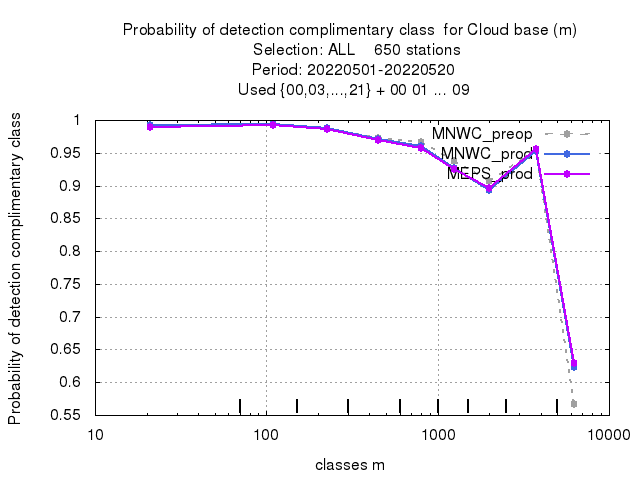 Probability of detection complimentary class  for Cloud base (m)
Selection: ALL    650 stations
Period: 20220501-20220520
Used {00,03,...,21} + 00 01 ... 09
Probability of detection complimentary class
1
0.95
0.9
0.85
0.8
0.75
0.7
0.65
0.6
0.55
MNWC_preop
MNWC_prod
MEPS_prod
10
100
1000
10000
classes m